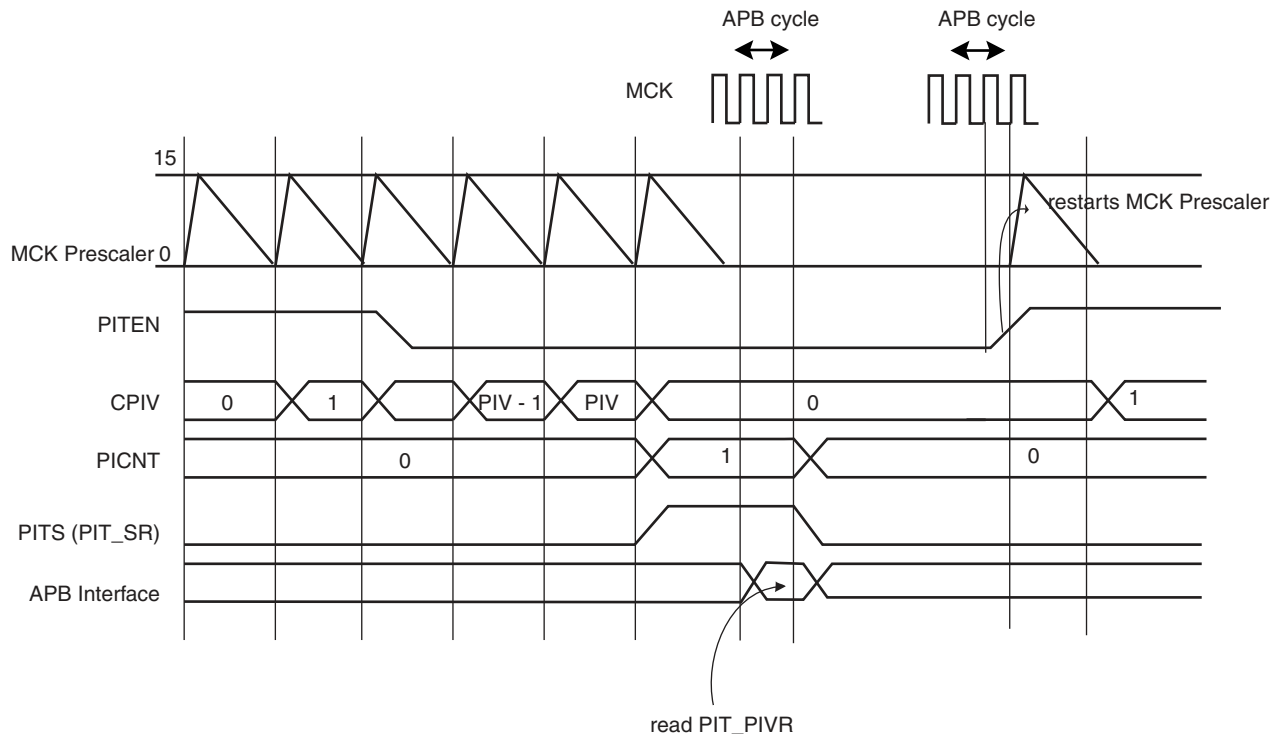 APB cycle
APB cycle
MCK
15
restarts MCK Prescaler
MCK Prescaler 0
PITEN
CPIV
0
1
PIV - 1
PIV
0
1
PICNT
0
1
0
PITS (PIT_SR)
APB Interface
read PIT_PIVR